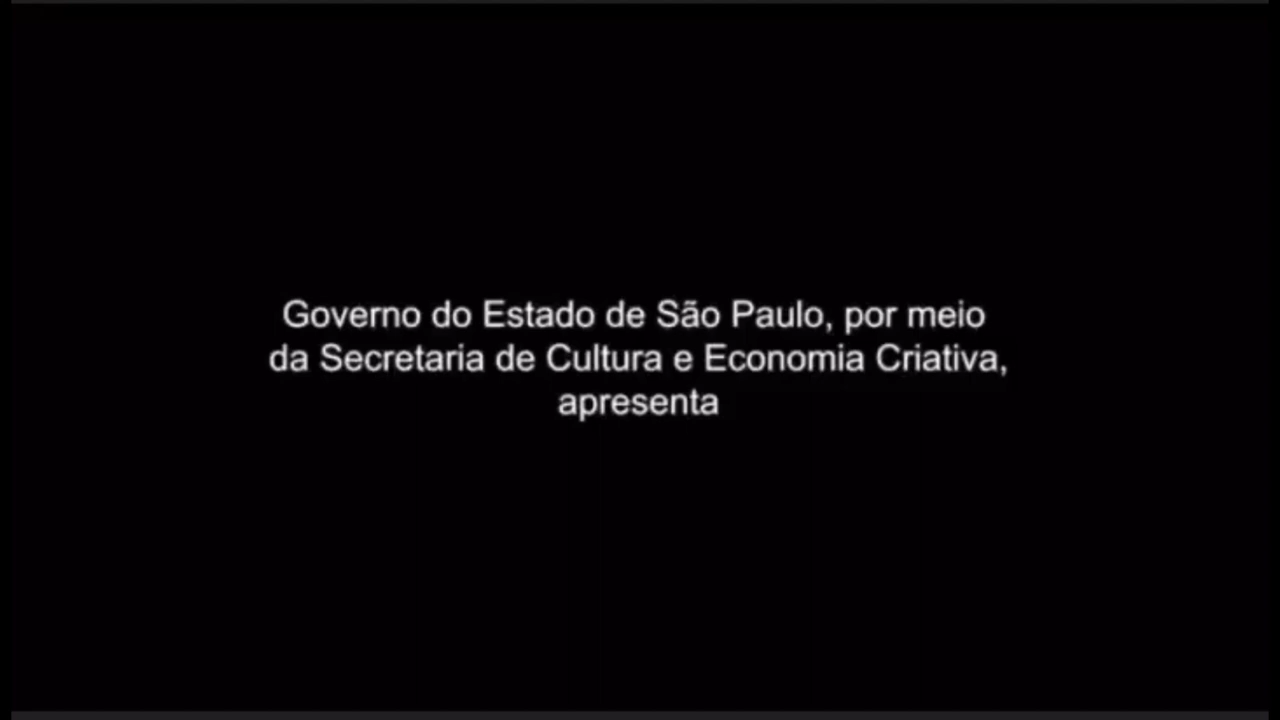 Governo do Estado de São Paulo, por meio
da Secretaria de Cultura e Economia Criativa,
apresenta